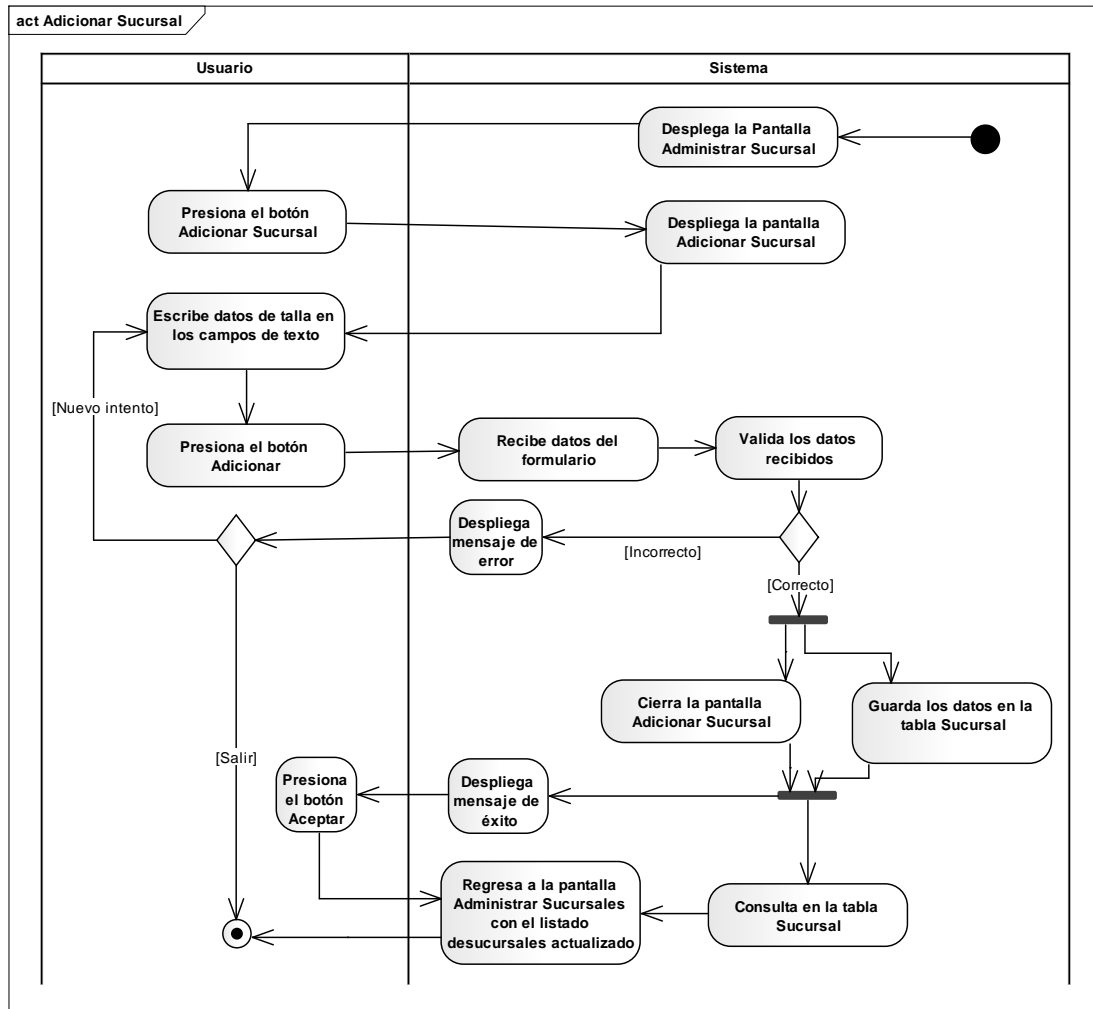 act Adicionar Sucursal
Usuario
Sistema
Desplega la Pantalla
Administrar Sucursal
Presiona el botón
Adicionar Sucursal
Despliega la pantalla
Adicionar Sucursal
Escribe datos de talla en
los campos de texto
[Nuevo intento]
Presiona el botón
Adicionar
Recibe datos del
formulario
Valida los datos
recibidos
Despliega
mensaje de
error
[Incorrecto]
[Correcto]
Cierra la pantalla
Adicionar Sucursal
Guarda los datos en la
tabla Sucursal
[Salir]
Presiona
el botón
Aceptar
Despliega
mensaje de
éxito
Regresa a la pantalla
Administrar Sucursales
con el listado
desucursales actualizado
Consulta en la tabla
Sucursal